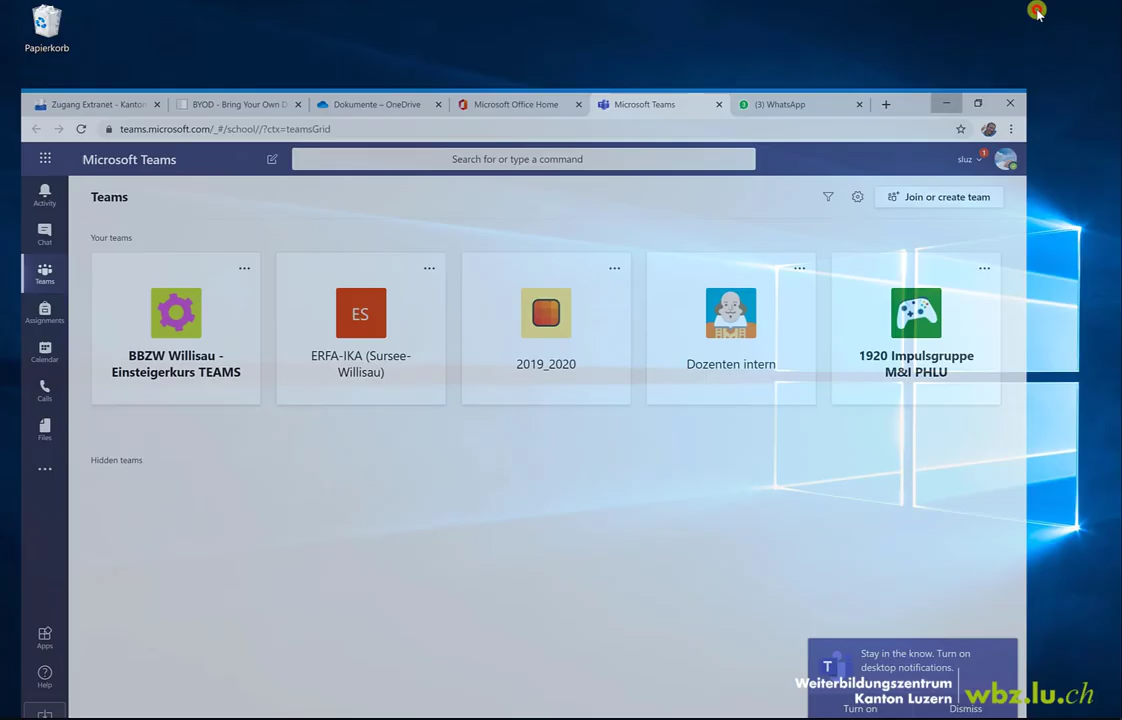 Papierkorb
Zugang Extranet - Kanton
BYOD - Bring Your Own D
Dokumente – OneDrive
Microsoft Office Home
Microsoft Teams
(3) WhatsApp
teams.microsoft.com/_#/school//?ctx=teamsGrid
Microsoft Teams
Search for or type a command
sluz
1
Activity
Chat
Teams
Assignments
Calendar
Calls
Files
Apps
Help
Teams
Join or create team
Your teams
BBZW Willisau -
Einsteigerkurs TEAMS
ES
ERFA-IKA (Sursee-
Willisau)
2019_2020
Dozenten intern
1920 Impulsgruppe
M&I PHLU
Hidden teams
T
Stay in the know. Turn on
desktop notifications.
Turn on
Dismiss
Weiterbildungszentrum
Kanton Luzern
wbz.lu.ch